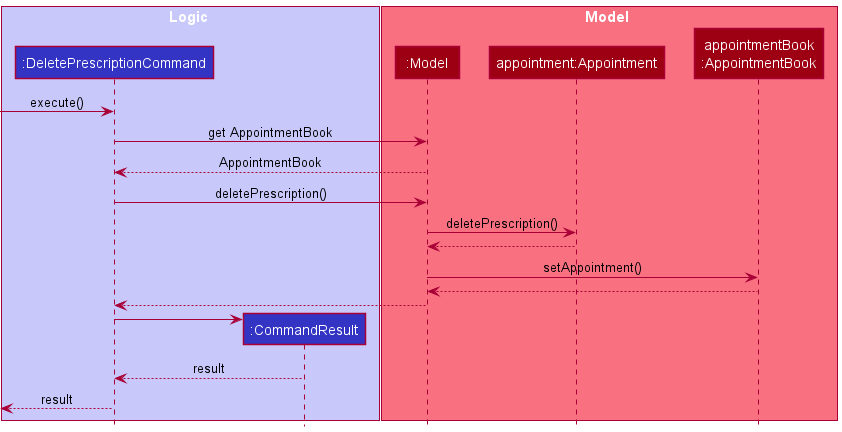 Logic
Model
:DeletePrescriptionCommand
:Model
appointment:Appointment
appointmentBook
:AppointmentBook
execute()
get AppointmentBook
AppointmentBook
deletePrescription()
deletePrescription()
setAppointment()
:CommandResult
result
result